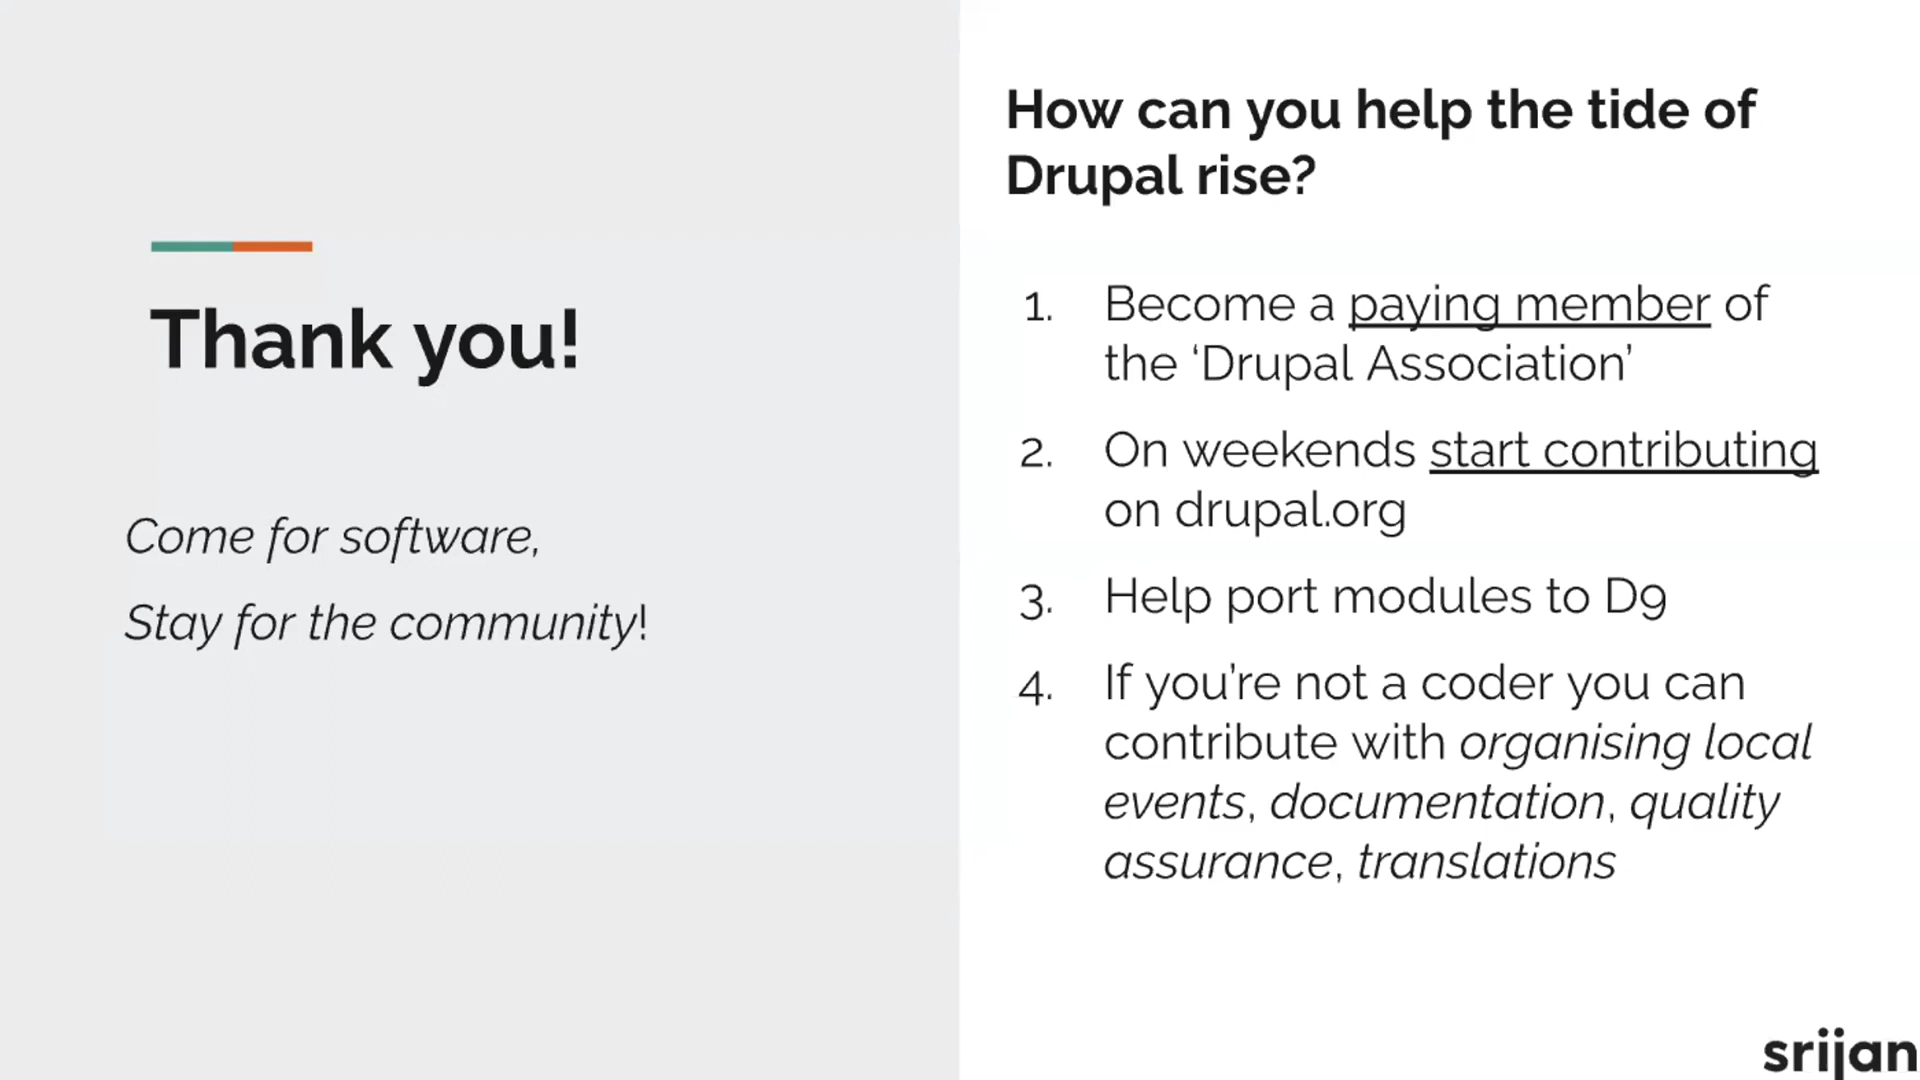 Thank you!
Come for software,
Stay for the community!
How can you help the tide of
Drupal rise?
1. Become a paying member of
the ‘Drupal Association’
2. On weekends start contributing
on drupal.org
3. Help port modules to D9
4. If you’re not a coder you can
contribute with organising local
events, documentation, quality
assurance, translations
srijan